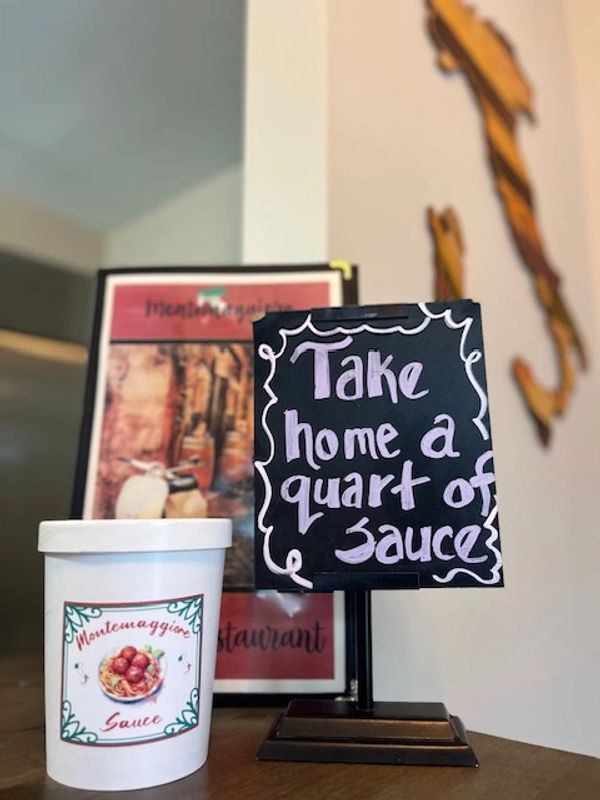 Montemaggiore
Take
home a
quart of
sauce
staurant
Montemaggiore
Sauce